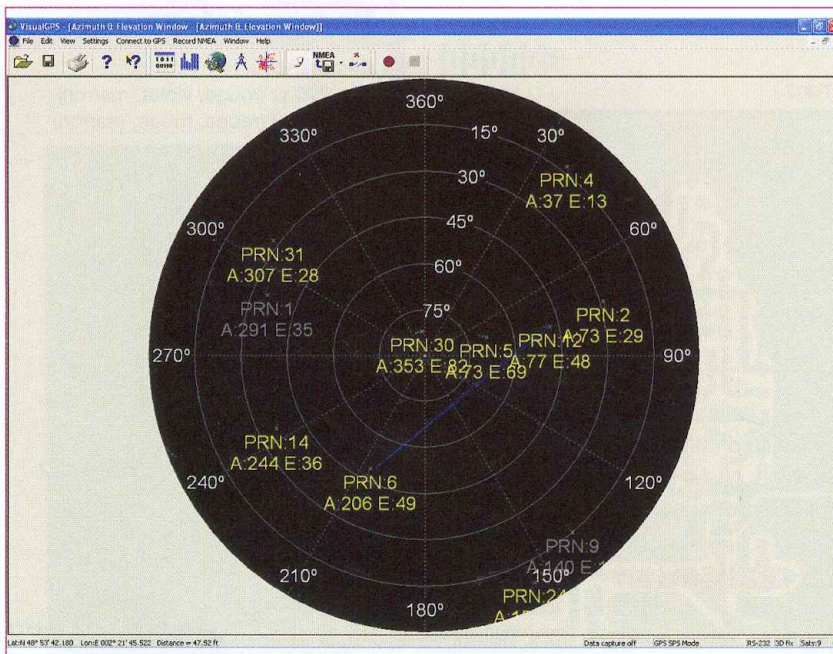 VisualGPS - [Azimuth & Elevation Window - [Azimuth & Elevation Window]]
File Edit View Settings Connect to GPS Record NMEA Window Help
NMEA
360°
330°
15°
30°
30°
PRN:4
A:37 E:13
45°
300°
60°
PRN:31
A:307 E:28
60°
PRN:1
A:291 E:35
75°
PRN:2
A:73 E:29
PRN:12
A:77 E:48
PRN:30
A:353 E:82
PRN:5
A:73 E:69
270°
90°
PRN:14
A:244 E:36
240°
PRN:6
A:206 E:49
120°
PRN:9
A:140
150°
210°
PRN:24
180°
Lat:N 48° 53' 42.180 Lon:E 002° 21' 45.522 Distance = 47.52 ft
Data capture off GPS SPS Mode RS-232 3D fix Sats:9